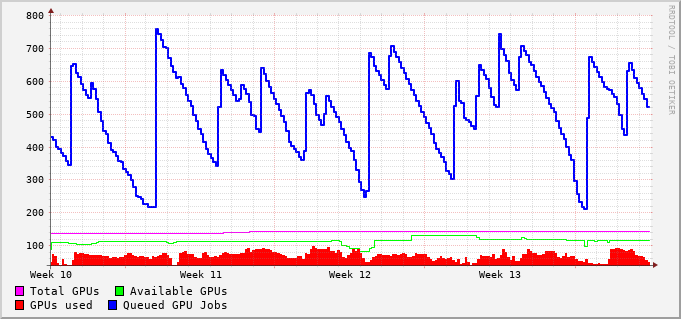 800
700
600
500
400
300
200
100
Week 10 Week 11 Week 12 Week 13
Total GPUs Available GPUs
GPUs used Queued GPU Jobs
RRDTOOL / TOBI OETIKER